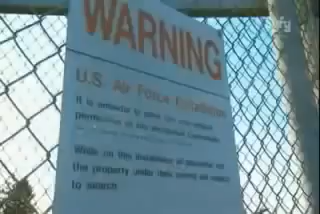 WARNING
U.S. Air Force Installation
It is unlawful to enter this area without
permission of the Installation Commander.
While on this installation all personnel and
the property under their control are subject
to search.